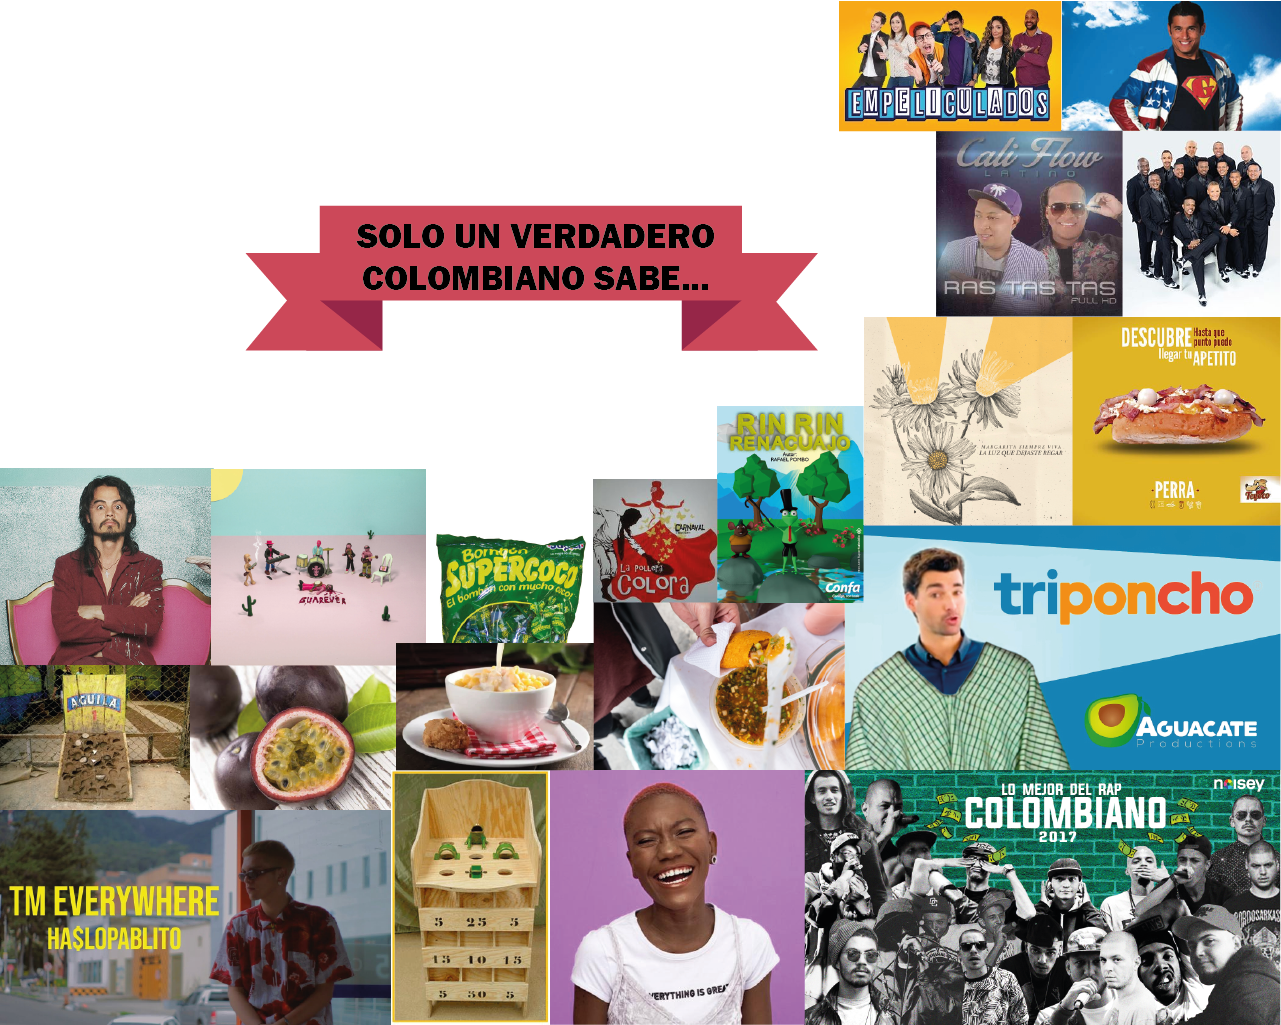 EMPELICULADOS
Cali Flow
LATINO
RAS TAS TAS
FULL HD
SOLO UN VERDADERO
COLOMBIANO SABE...
DESCUBRE Hasta que
punto puede
llegar tu APETITO
MARGARITA SIEMPRE VIVA
LA LUZ QUE DEJASTE REGAR
-PERRA-
RIN RIN
RENACUAJO
Autor:
RAFAEL POMBO
Confa
GUAREVER
Bombón
SUPERCOCO
El bombón con mucho coco!
CARNAVAL
La pollera
COLORA
triponcho
AGUACATE
Productions
AGUILA
TM EVERYWHERE
HA$LOPABLITO
5 25 5
15 10 15
5 50 5
EVERYTHING IS GREAT
LO MEJOR DEL RAP
COLOMBIANO
2017
noisey